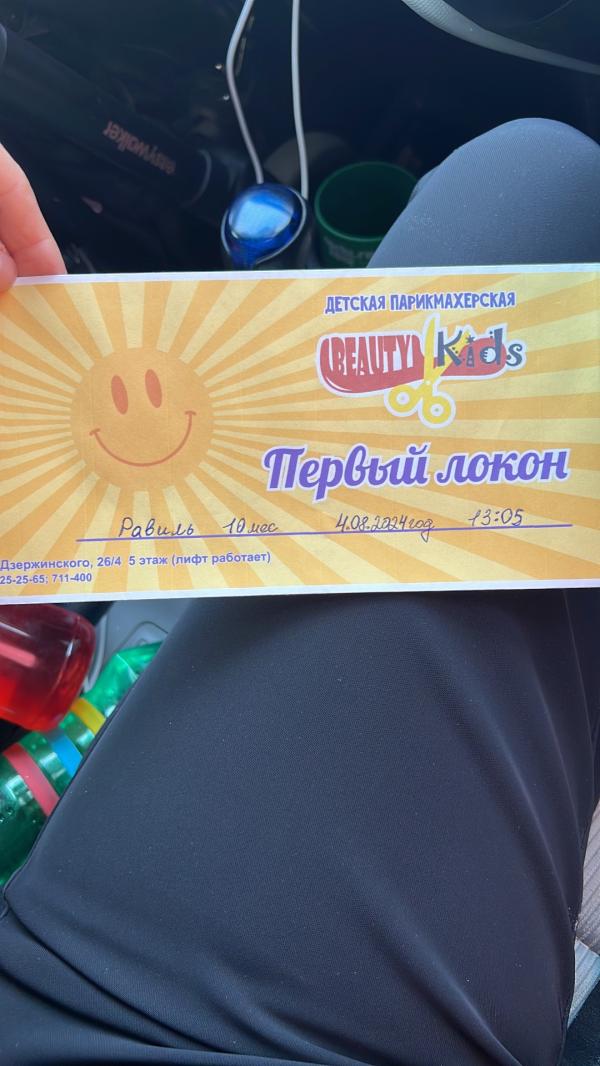 easywalker
ДЕТСКАЯ ПАРИКМАХЕРСКАЯ
BEAUTY Kids
Первый локон
Равиль 10 мес 4.08.2024год 13:05
Дзержинского, 26/4 5 этаж (лифт работает)
25-25-65; 711-400